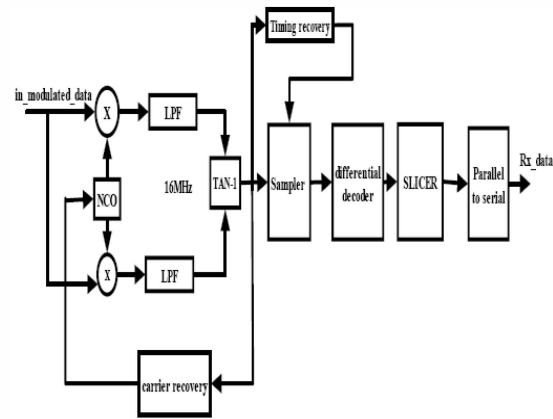 Timing recovery
in_modulated_data
X
LPF
NCO
16MHz
TAN-1
Sampler
differential
decoder
SLICER
Parallel
to serial
Rx_data
X
LPF
carrier recovery